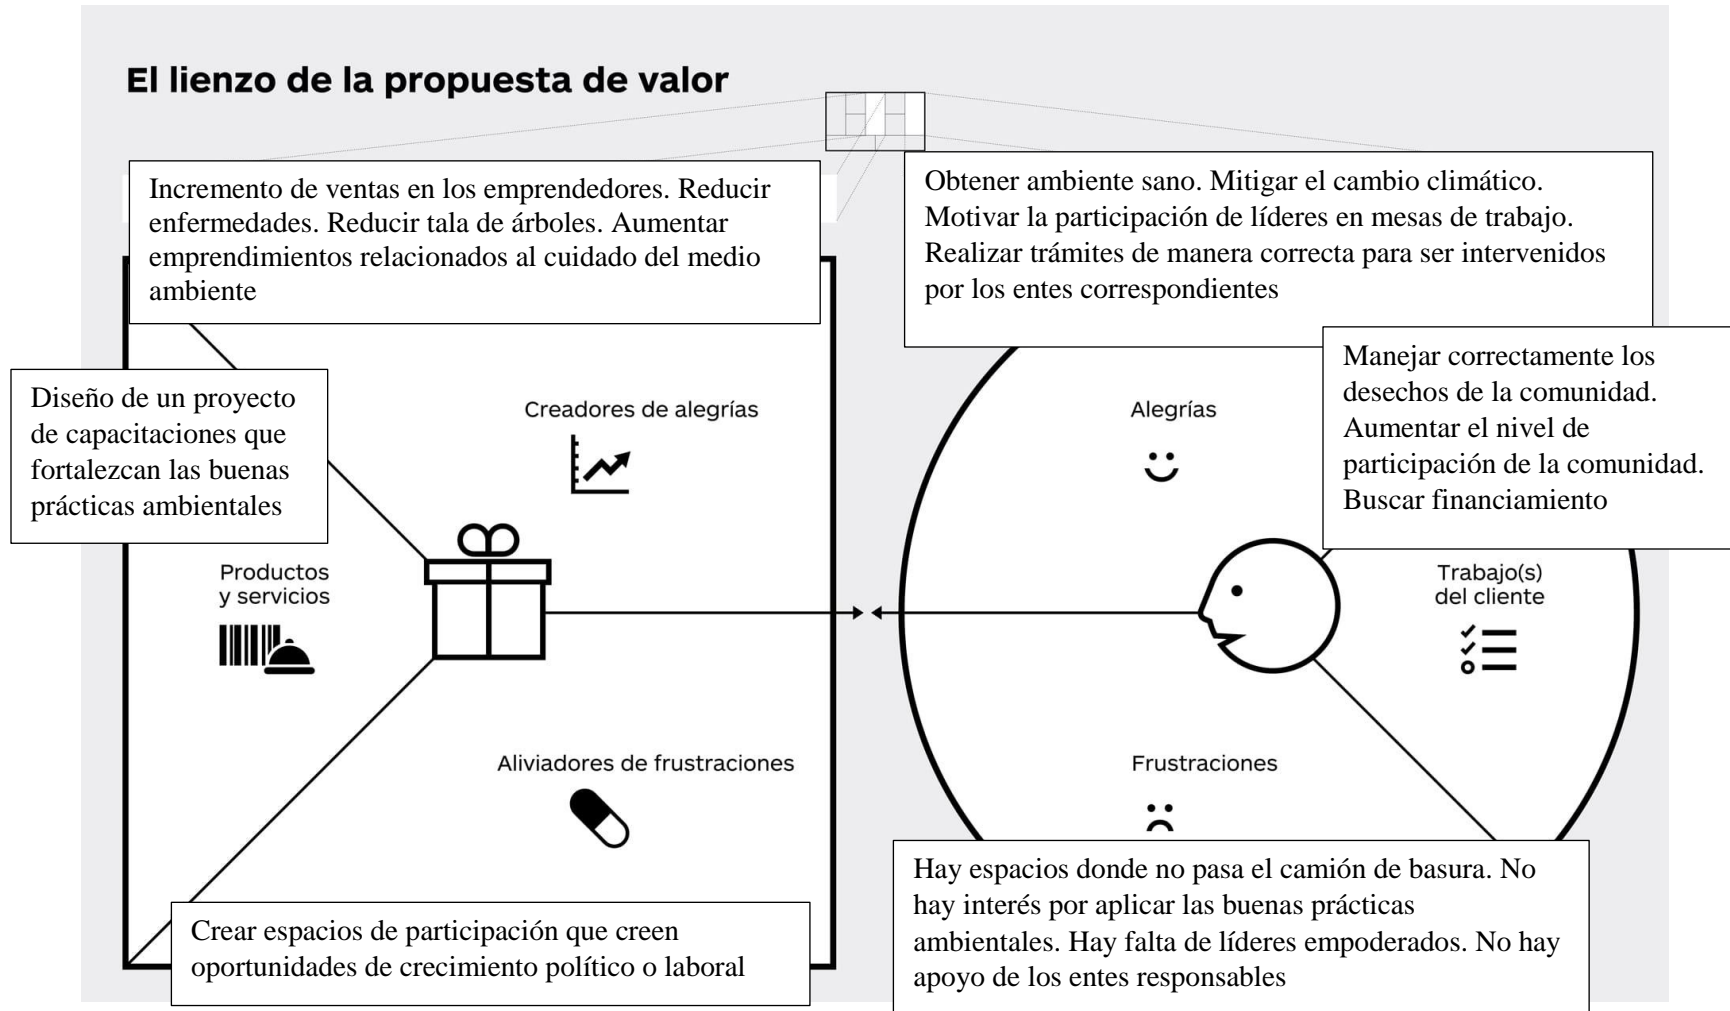 El lienzo de la propuesta de valor
Incremento de ventas en los emprendedores. Reducir
enfermedades. Reducir tala de árboles. Aumentar
emprendimientos relacionados al cuidado del medio
ambiente
Obtener ambiente sano. Mitigar el cambio climático.
Motivar la participación de líderes en mesas de trabajo.
Realizar trámites de manera correcta para ser intervenidos
por los entes correspondientes
Diseño de un proyecto
de capacitaciones que
fortalezcan las buenas
prácticas ambientales
Creadores de alegrías
Alegrías
Manejar correctamente los
desechos de la comunidad.
Aumentar el nivel de
participación de la comunidad.
Buscar financiamiento
Productos
y servicios
Trabajo(s)
del cliente
Aliviadores de frustraciones
Frustraciones
Crear espacios de participación que creen
oportunidades de crecimiento político o laboral
Hay espacios donde no pasa el camión de basura. No
hay interés por aplicar las buenas prácticas
ambientales. Hay falta de líderes empoderados. No hay
apoyo de los entes responsables